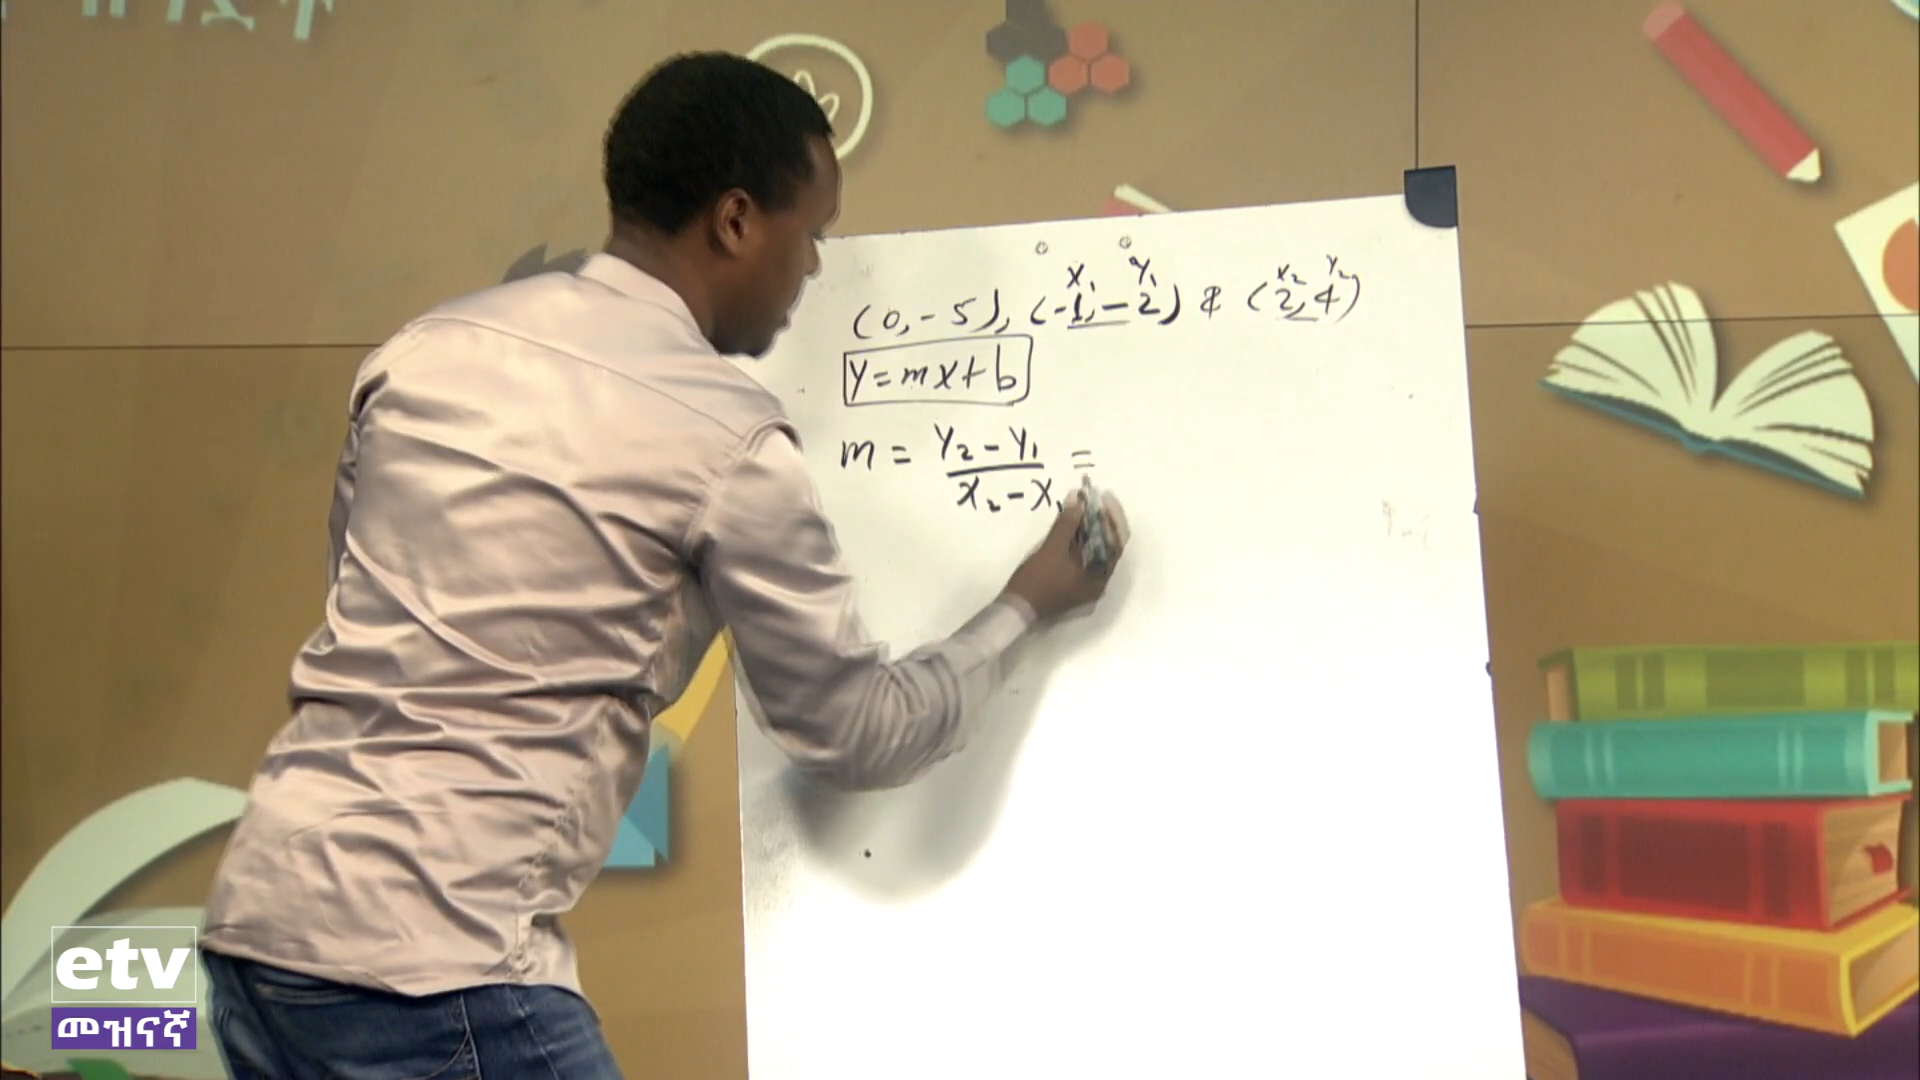 (0, -5), (-1, -2) & (2, 4)
x₁ y₁ x₂ y₂
y = mx + b
m = y₂ - y₁ / x₂ - x₁ =
etv
መዝናኛ